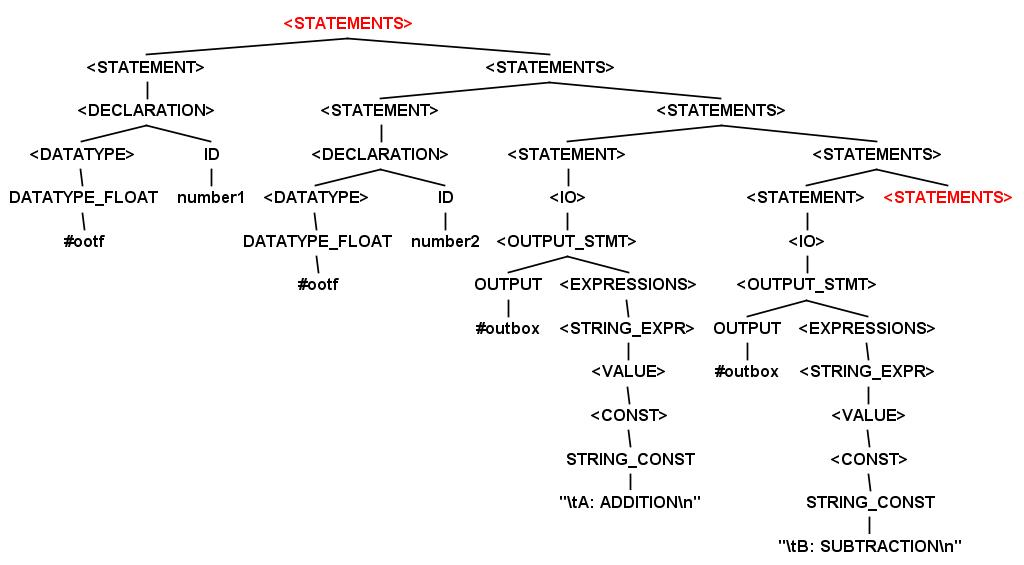 <STATEMENTS>
<STATEMENT> <STATEMENTS>
<DECLARATION> <STATEMENT> <STATEMENTS>
<DATATYPE> ID <DECLARATION> <STATEMENT> <STATEMENTS>
DATATYPE_FLOAT number1 <DATATYPE> ID <IO> <STATEMENT> <STATEMENTS>
#ootf DATATYPE_FLOAT number2 <OUTPUT_STMT> <IO>
#ootf OUTPUT <EXPRESSIONS> <OUTPUT_STMT>
#outbox <STRING_EXPR> OUTPUT <EXPRESSIONS>
<VALUE> #outbox <STRING_EXPR>
<CONST> <VALUE>
STRING_CONST <CONST>
"\tA: ADDITION\n" STRING_CONST
"\tB: SUBTRACTION\n"